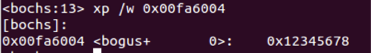 <bochs:13> xp /w 0x00fa6004
[bochs]:
0x00fa6004 <bogus+       0>:    0x12345678